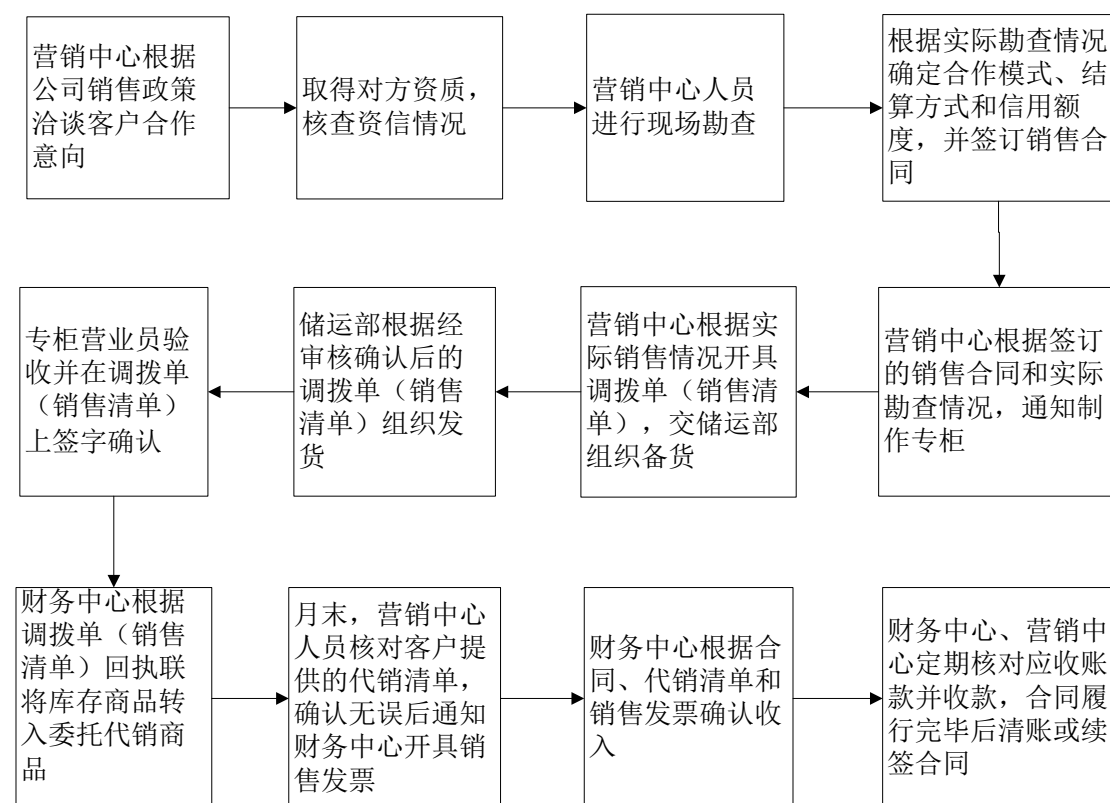 营销中心根据
公司销售政策
洽谈客户合作
意向
取得对方资质，
核查资信情况
营销中心人员
进行现场勘查
根据实际勘查情况
确定合作模式、结
算方式和信用额
度，并签订销售合
同
营销中心根据签订
的销售合同和实际
勘查情况，通知制
作专柜
营销中心根据实
际销售情况开具
调拨单（销售清
单），交储运部
组织备货
储运部根据经
审核确认后的
调拨单（销售
清单）组织发
货
专柜营业员验
收并在调拨单
（销售清单）
上签字确认
财务中心根据
调拨单（销售
清单）回执联
将库存商品转
入委托代销商
品
月末，营销中心
人员核对客户提
供的代销清单，
确认无误后通知
财务中心开具销
售发票
财务中心根据合
同、代销清单和
销售发票确认收
入
财务中心、营销中
心定期核对应收账
款并收款，合同履
行完毕后清账或续
签合同